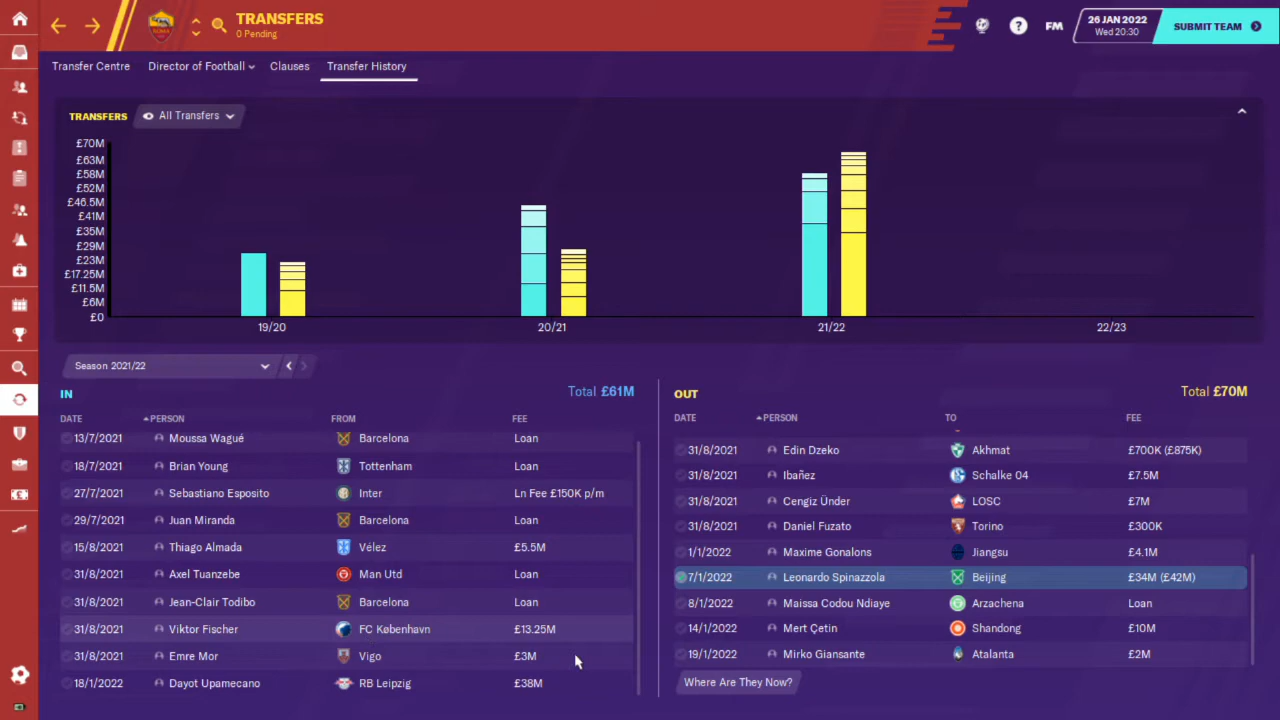 TRANSFERS
0 Pending
FM
26 JAN 2022
Wed 20:30
SUBMIT TEAM
Transfer Centre Director of Football Clauses Transfer History
TRANSFERS All Transfers
£70M
£63M
£58M
£52M
£46.5M
£41M
£35M
£29M
£23M
£17.25M
£11.5M
£6M
£0
19/20 20/21 21/22 22/23
Season 2021/22
IN Total £61M
DATE PERSON FROM FEE
13/7/2021 Moussa Wagué Barcelona Loan
18/7/2021 Brian Young Tottenham Loan
27/7/2021 Sebastiano Esposito Inter Ln Fee £150K p/m
29/7/2021 Juan Miranda Barcelona Loan
15/8/2021 Thiago Almada Vélez £5.5M
31/8/2021 Axel Tuanzebe Man Utd Loan
31/8/2021 Jean-Clair Todibo Barcelona Loan
31/8/2021 Viktor Fischer FC København £13.25M
31/8/2021 Emre Mor Vigo £3M
18/1/2022 Dayot Upamecano RB Leipzig £38M
OUT Total £70M
DATE PERSON TO FEE
31/8/2021 Edin Dzeko Akhmat £700K (£875K)
31/8/2021 Ibañez Schalke 04 £7.5M
31/8/2021 Cengiz Ünder LOSC £7M
31/8/2021 Daniel Fuzato Torino £300K
1/1/2022 Maxime Gonalons Jiangsu £4.1M
7/1/2022 Leonardo Spinazzola Beijing £34M (£42M)
8/1/2022 Maissa Codou Ndiaye Arzachena Loan
14/1/2022 Mert Çetin Shandong £10M
19/1/2022 Mirko Giansante Atalanta £2M
Where Are They Now?